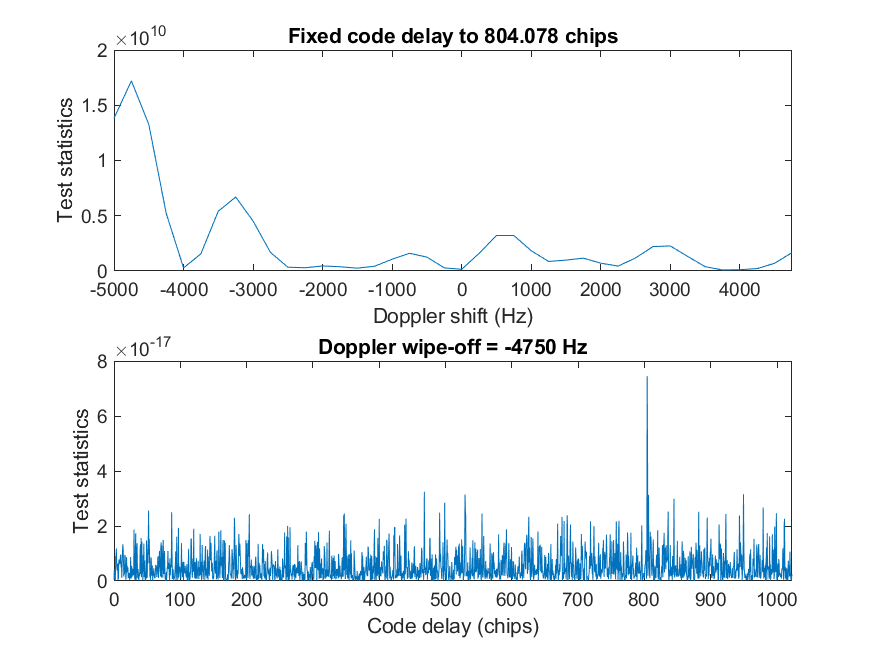 ×10^10
Fixed code delay to 804.078 chips
2
1.5
1
0.5
0
Test statistics
-5000 -4000 -3000 -2000 -1000 0 1000 2000 3000 4000
Doppler shift (Hz)
×10^-17
Doppler wipe-off = -4750 Hz
8
6
4
2
0
Test statistics
0 100 200 300 400 500 600 700 800 900 1000
Code delay (chips)